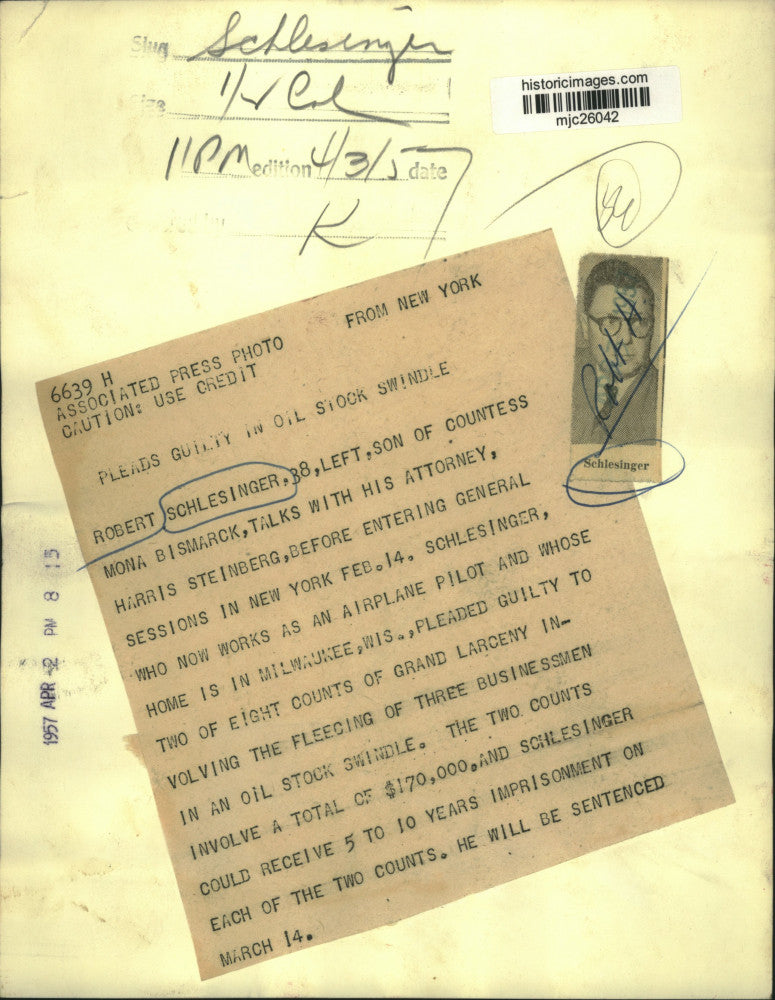 Slug Schlesinger
Size 1/2 Col
11PM edition 4/3/5 date
K
historicimages.com
mjc26042
Robt H
Schlesinger
1957 APR -2 PM 8 15
6639 H
ASSOCIATED PRESS PHOTO FROM NEW YORK
CAUTION: USE CREDIT
PLEADS GUILTY IN OIL STOCK SWINDLE
ROBERT SCHLESINGER,38,LEFT,SON OF COUNTESS
MONA BISMARCK,TALKS WITH HIS ATTORNEY,
HARRIS STEINBERG,BEFORE ENTERING GENERAL
SESSIONS IN NEW YORK FEB.14. SCHLESINGER,
WHO NOW WORKS AS AN AIRPLANE PILOT AND WHOSE
HOME IS IN MILWAUKEE,WIS.,PLEADED GUILTY TO
TWO OF EIGHT COUNTS OF GRAND LARCENY IN-
VOLVING THE FLEECING OF THREE BUSINESSMEN
IN AN OIL STOCK SWINDLE. THE TWO COUNTS
INVOLVE A TOTAL OF $170,000,AND SCHLESINGER
COULD RECEIVE 5 TO 10 YEARS IMPRISONMENT ON
EACH OF THE TWO COUNTS. HE WILL BE SENTENCED
MARCH 14.